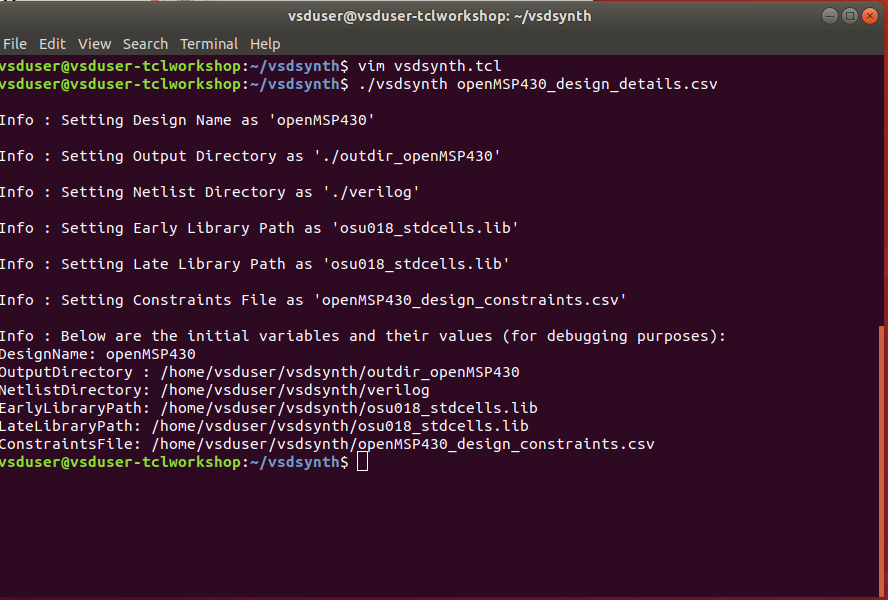 vsduser@vsduser-tclworkshop: ~/vsdsynth
File Edit View Search Terminal Help
vsduser@vsduser-tclworkshop:~/vsdsynth$ vim vsdsynth.tcl
vsduser@vsduser-tclworkshop:~/vsdsynth$ ./vsdsynth openMSP430_design_details.csv
Info : Setting Design Name as 'openMSP430'
Info : Setting Output Directory as './outdir_openMSP430'
Info : Setting Netlist Directory as './verilog'
Info : Setting Early Library Path as 'osu018_stdcells.lib'
Info : Setting Late Library Path as 'osu018_stdcells.lib'
Info : Setting Constraints File as 'openMSP430_design_constraints.csv'
Info : Below are the initial variables and their values (for debugging purposes):
DesignName: openMSP430
OutputDirectory : /home/vsduser/vsdsynth/outdir_openMSP430
NetlistDirectory: /home/vsduser/vsdsynth/verilog
EarlyLibraryPath: /home/vsduser/vsdsynth/osu018_stdcells.lib
LateLibraryPath: /home/vsduser/vsdsynth/osu018_stdcells.lib
ConstraintsFile: /home/vsduser/vsdsynth/openMSP430_design_constraints.csv
vsduser@vsduser-tclworkshop:~/vsdsynth$